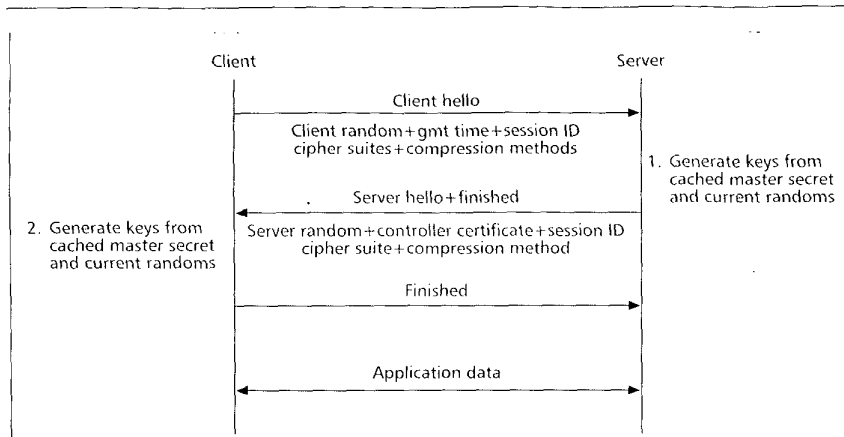 Client
Server
Client hello
Client random+gmt time+session ID
cipher suites+compression methods
1. Generate keys from
cached master secret
and current randoms
Server hello+finished
2. Generate keys from
cached master secret
and current randoms
Server random+controller certificate+session ID
cipher suite+compression method
Finished
Application data